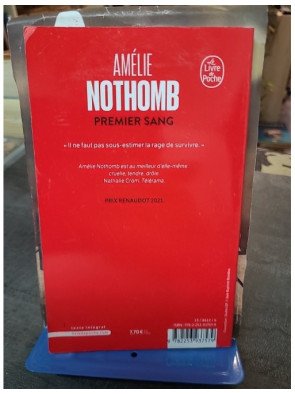 Le Livre
de Poche
AMÉLIE
NOTHOMB
PREMIER SANG
« Il ne faut pas sous-estimer la rage de survivre. »
Amélie Nothomb est au meilleur d'elle-même :
cruelle, tendre, drôle.
Nathalie Crom, Télérama.
PRIX RENAUDOT 2021
texte intégral
7,70 €